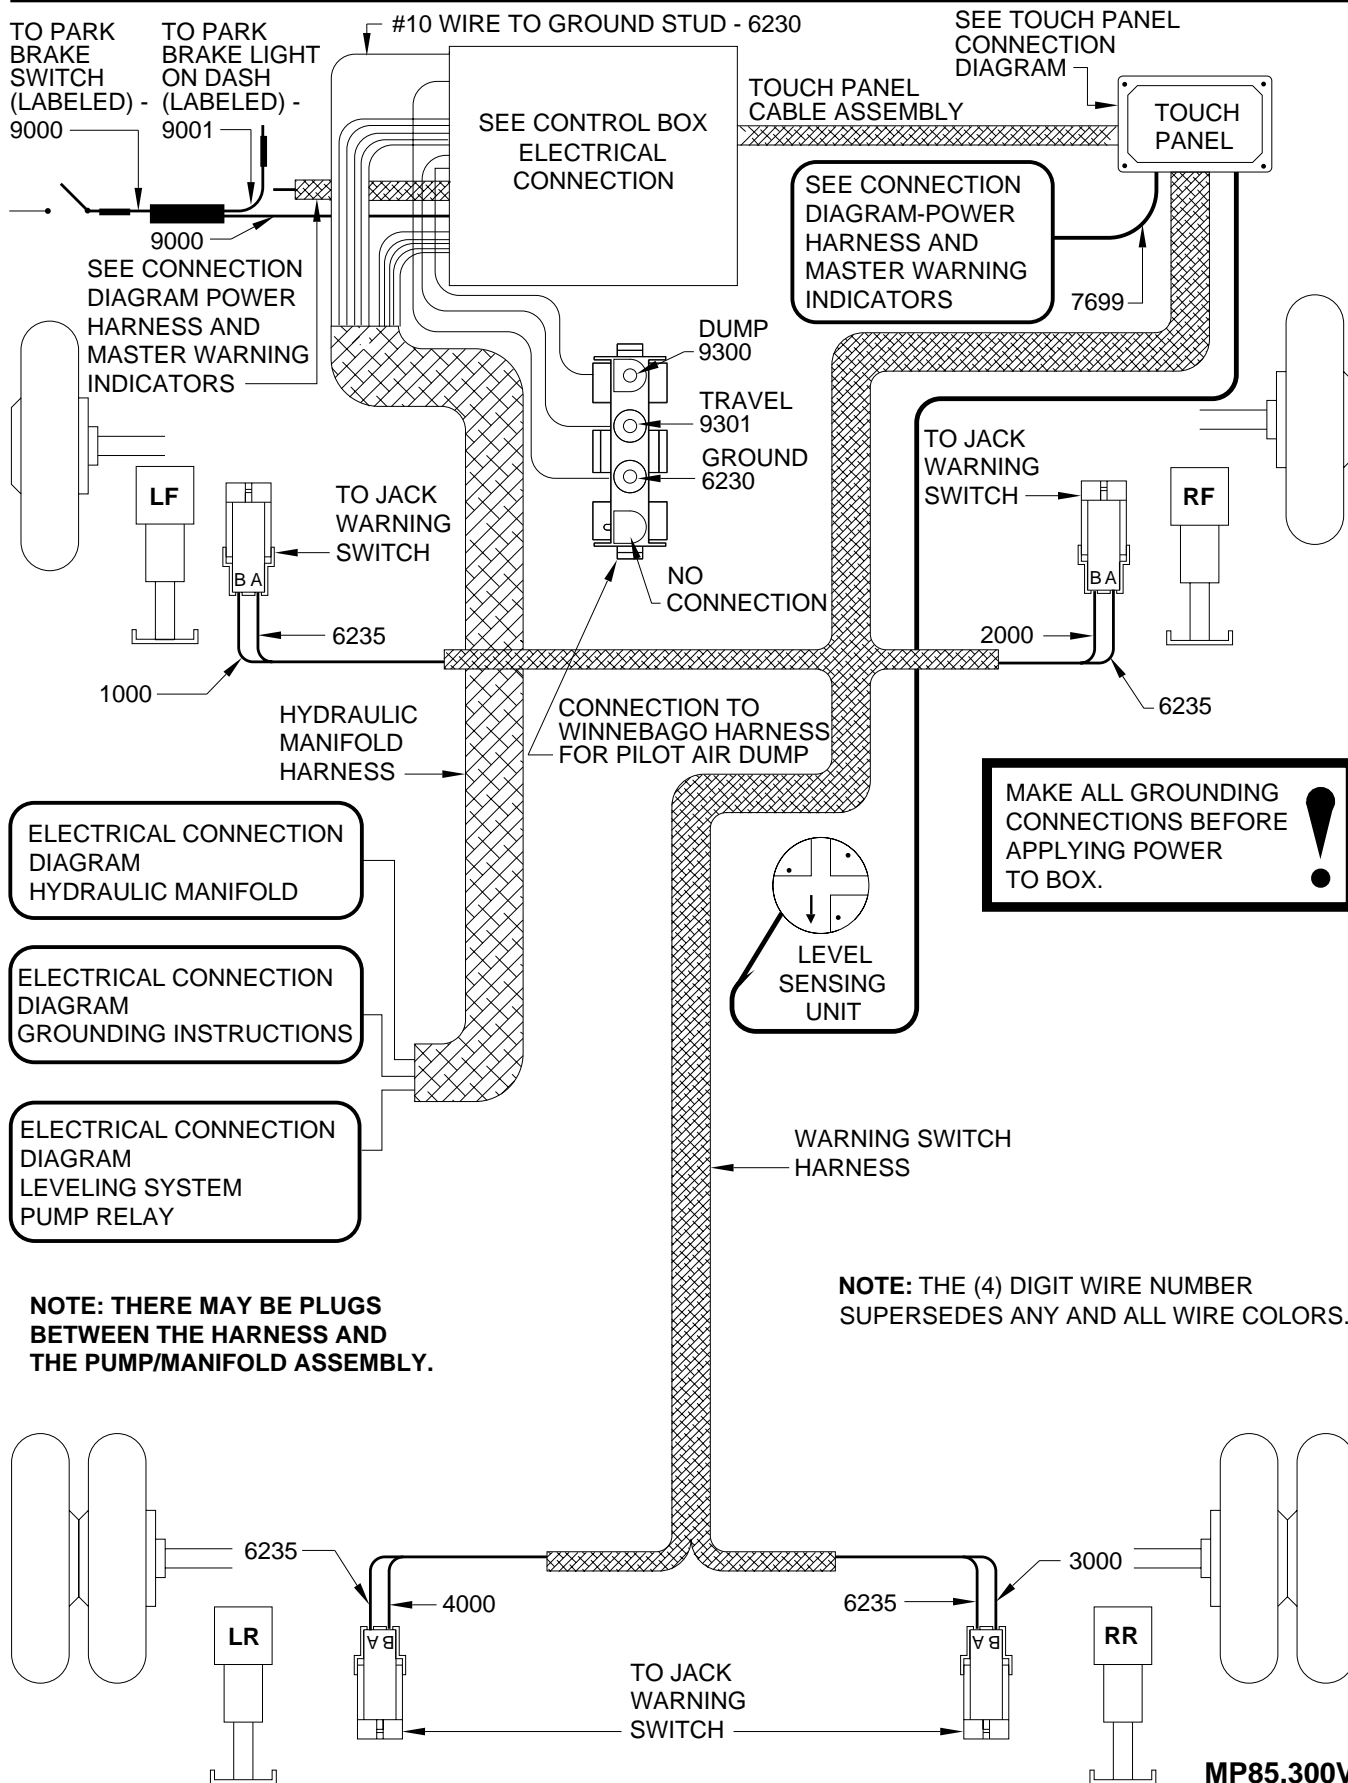 #10 WIRE TO GROUND STUD - 6230
TO PARK
BRAKE
SWITCH
(LABELED) -
9000
TO PARK
BRAKE LIGHT
ON DASH
(LABELED) -
9001
SEE CONTROL BOX
ELECTRICAL
CONNECTION
TOUCH PANEL
CABLE ASSEMBLY
SEE TOUCH PANEL
CONNECTION
DIAGRAM
TOUCH
PANEL
SEE CONNECTION
DIAGRAM-POWER
HARNESS AND
MASTER WARNING
INDICATORS
7699
9000
SEE CONNECTION
DIAGRAM POWER
HARNESS AND
MASTER WARNING
INDICATORS
DUMP
9300
TRAVEL
9301
GROUND
6230
NO
CONNECTION
LF
TO JACK
WARNING
SWITCH
B A
6235
1000
TO JACK
WARNING
SWITCH
RF
B A
2000
6235
HYDRAULIC
MANIFOLD
HARNESS
CONNECTION TO
WINNEBAGO HARNESS
FOR PILOT AIR DUMP
MAKE ALL GROUNDING
CONNECTIONS BEFORE
APPLYING POWER
TO BOX.
!
ELECTRICAL CONNECTION
DIAGRAM
HYDRAULIC MANIFOLD
ELECTRICAL CONNECTION
DIAGRAM
GROUNDING INSTRUCTIONS
ELECTRICAL CONNECTION
DIAGRAM
LEVELING SYSTEM
PUMP RELAY
LEVEL
SENSING
UNIT
WARNING SWITCH
HARNESS
NOTE: THERE MAY BE PLUGS
BETWEEN THE HARNESS AND
THE PUMP/MANIFOLD ASSEMBLY.
NOTE: THE (4) DIGIT WIRE NUMBER
SUPERSEDES ANY AND ALL WIRE COLORS.
6235
4000
LR
B A
6235
3000
B A
RR
TO JACK
WARNING
SWITCH
MP85.300V